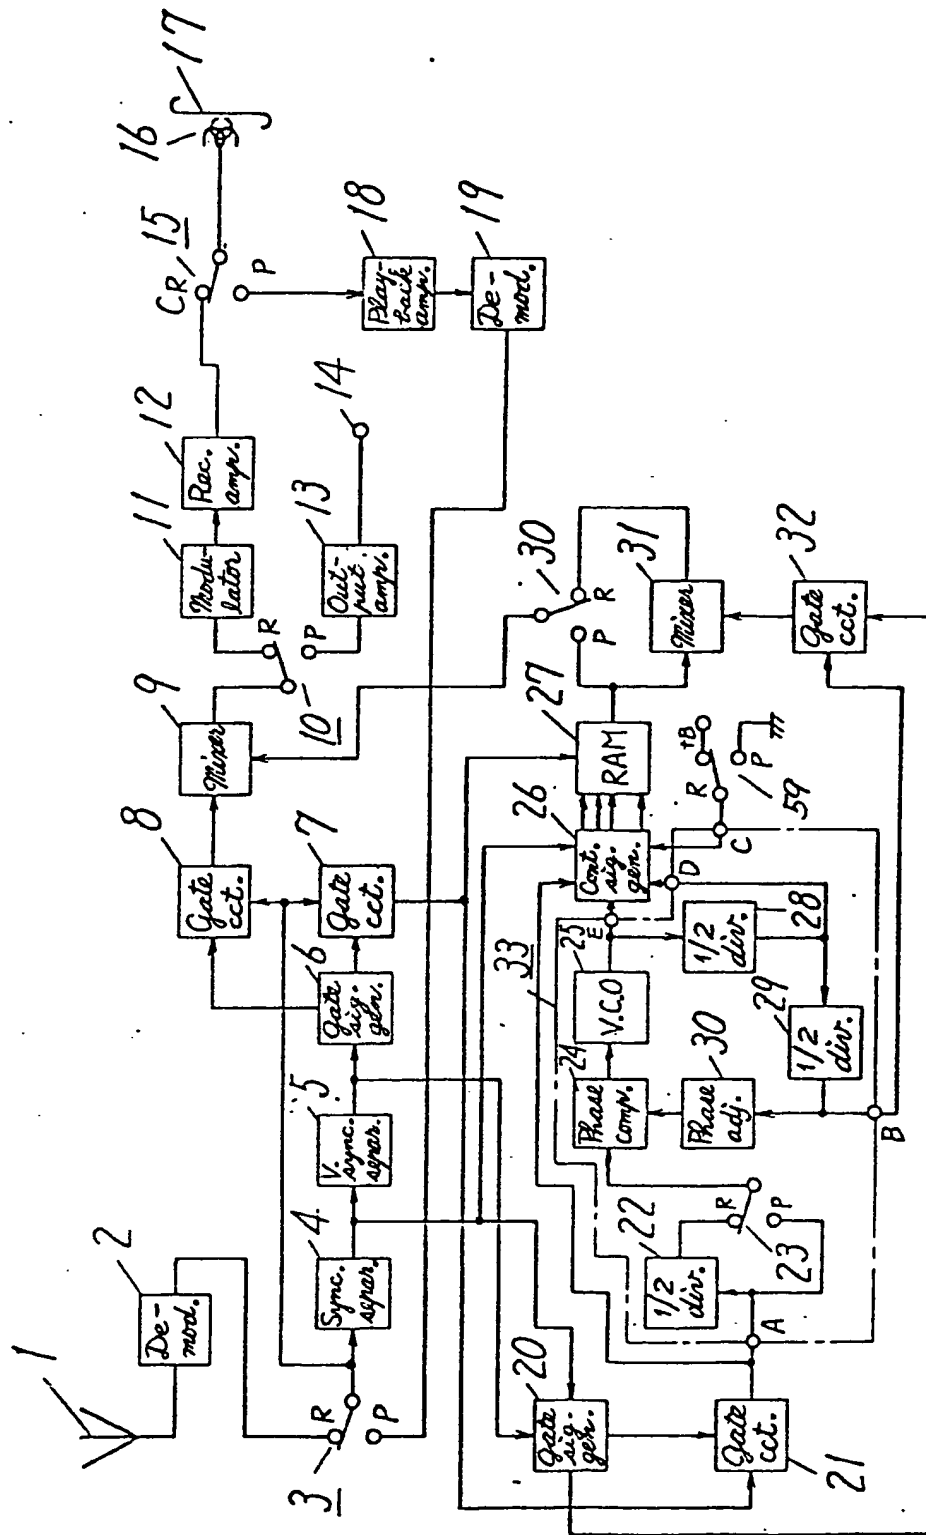 1
2
De-
mod.
3
R
P
4
Sync.
separ.
5
V.
sync.
separ.
6
Gate
sig.
gen.
7
Gate
cct.
8
Gate
cct.
9
Mixer
10
R
P
11
Modu-
lator
12
Rec.
amp.
13
Out-
put
amp.
14
15
R
P
16
17
18
Play-
back
amp.
19
De-
mod.
20
Gate
sig.
gen.
21
Gate
cct.
A
22
1/2
div.
23
R
P
33
24
Phase
comp.
25
V.C.O
E
30
Phase
adj.
28
1/2
div.
29
1/2
div.
B
D
C
26
Cont.
sig.
gen.
27
RAM
R
+B
P
59
30
P
R
31
Mixer
32
Gate
cct.